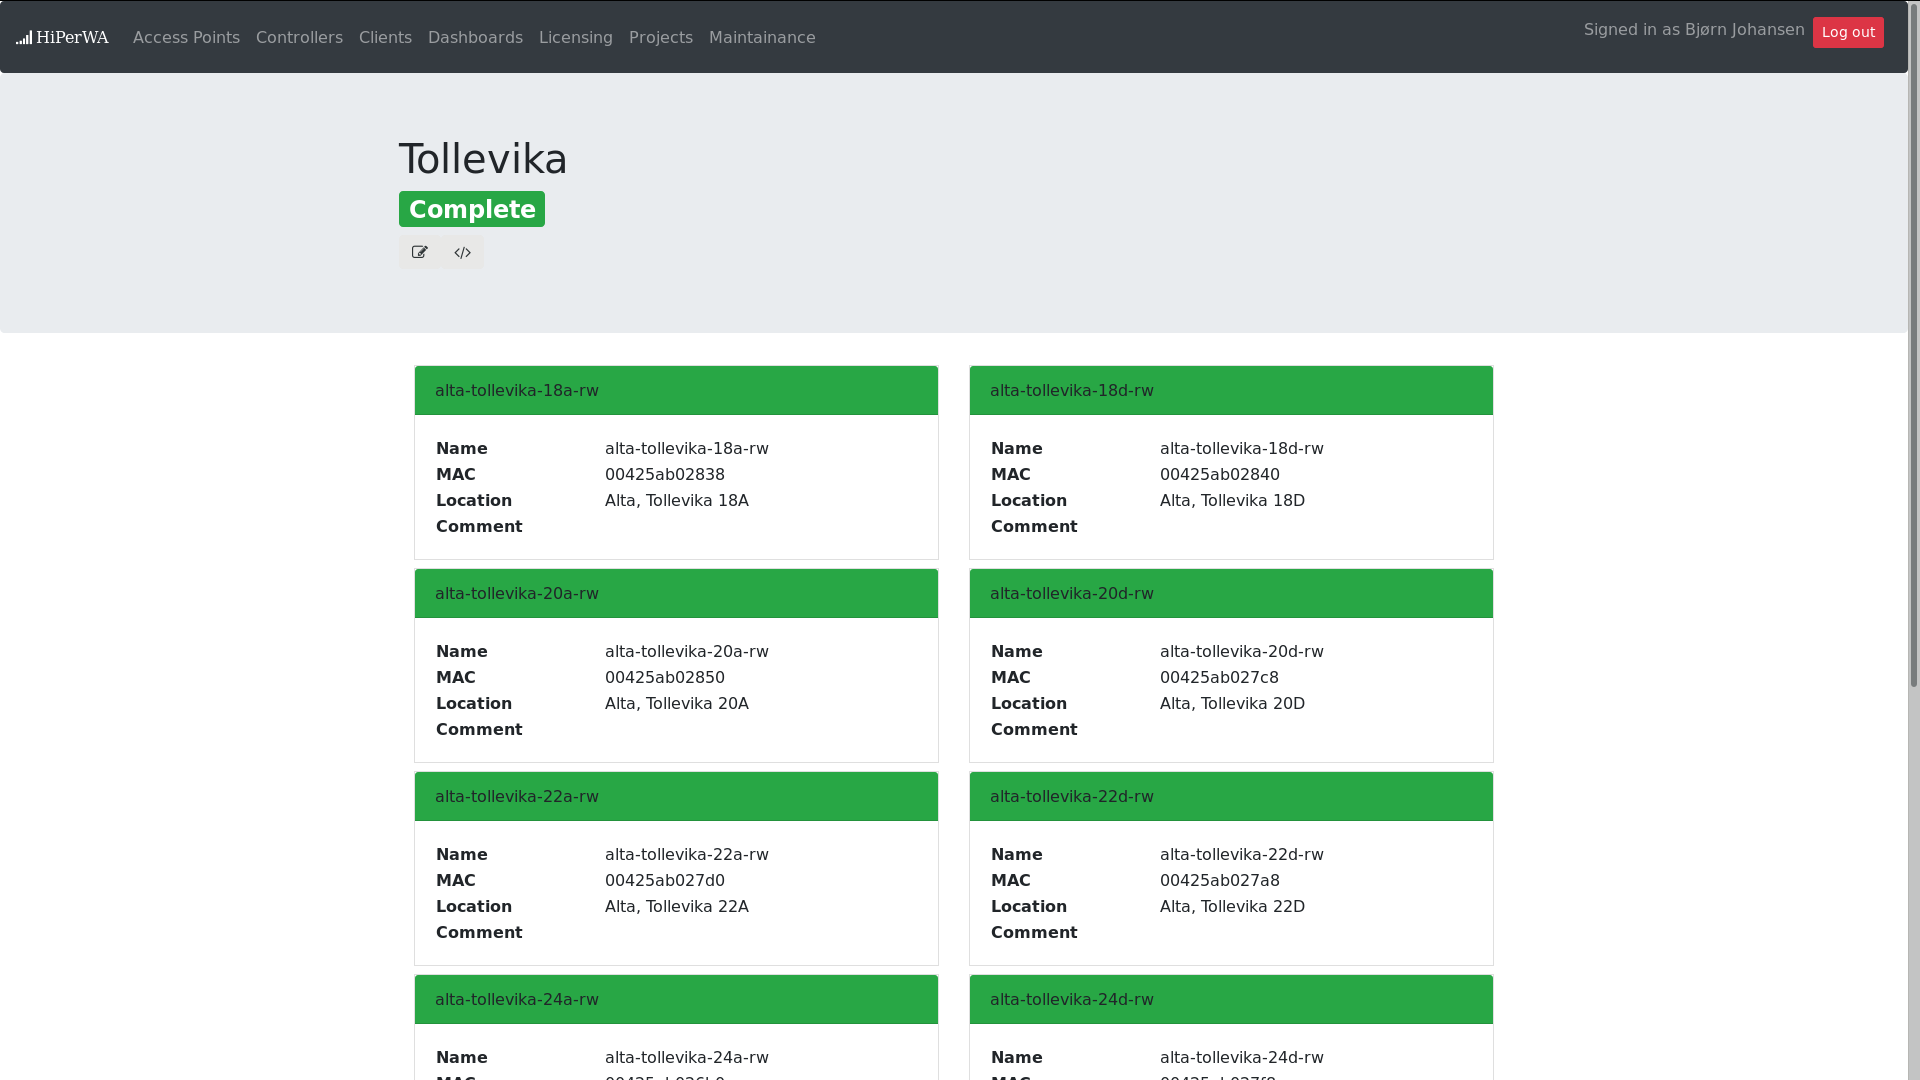 HiPerWA Access Points Controllers Clients Dashboards Licensing Projects Maintainance Signed in as Bjørn Johansen Log out
Tollevika
Complete
alta-tollevika-18a-rw
Name alta-tollevika-18a-rw
MAC 00425ab02838
Location Alta, Tollevika 18A
Comment
alta-tollevika-18d-rw
Name alta-tollevika-18d-rw
MAC 00425ab02840
Location Alta, Tollevika 18D
Comment
alta-tollevika-20a-rw
Name alta-tollevika-20a-rw
MAC 00425ab02850
Location Alta, Tollevika 20A
Comment
alta-tollevika-20d-rw
Name alta-tollevika-20d-rw
MAC 00425ab027c8
Location Alta, Tollevika 20D
Comment
alta-tollevika-22a-rw
Name alta-tollevika-22a-rw
MAC 00425ab027d0
Location Alta, Tollevika 22A
Comment
alta-tollevika-22d-rw
Name alta-tollevika-22d-rw
MAC 00425ab027a8
Location Alta, Tollevika 22D
Comment
alta-tollevika-24a-rw
Name alta-tollevika-24a-rw
MAC
alta-tollevika-24d-rw
Name alta-tollevika-24d-rw
MAC